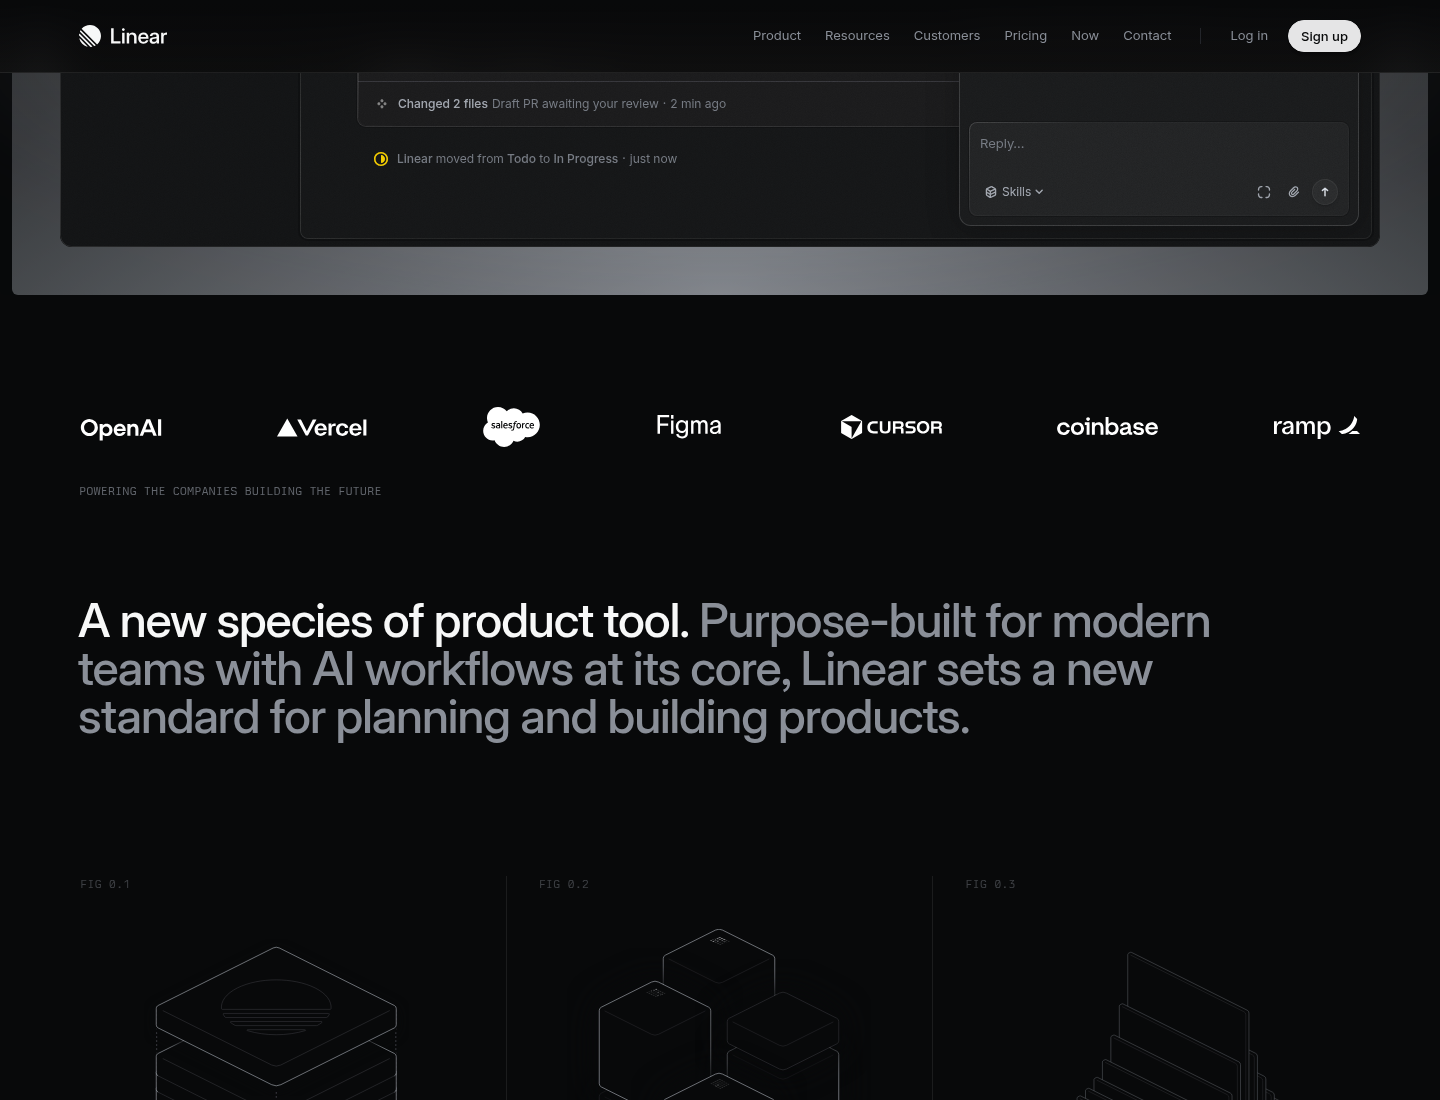 Linear
Product Resources Customers Pricing Now Contact Log in Sign up
Changed 2 files Draft PR awaiting your review · 2 min ago
Linear moved from Todo to In Progress · just now
Reply...
Skills
OpenAI Vercel salesforce Figma CURSOR coinbase ramp
POWERING THE COMPANIES BUILDING THE FUTURE
A new species of product tool. Purpose-built for modern
teams with AI workflows at its core, Linear sets a new
standard for planning and building products.
FIG 0.1 FIG 0.2 FIG 0.3